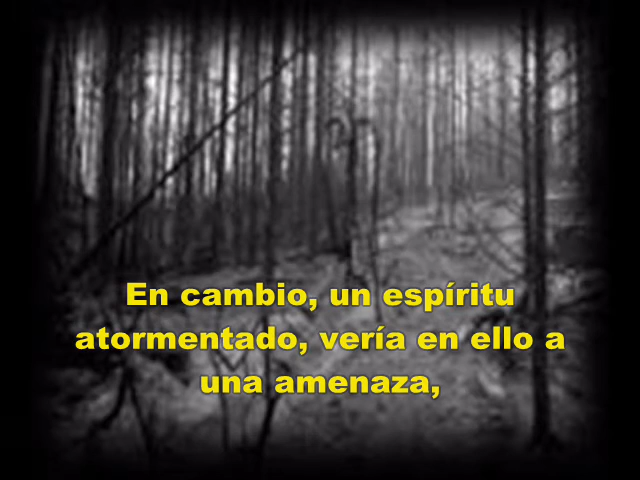 En cambio, un espíritu
atormentado, vería en ello a
una amenaza,